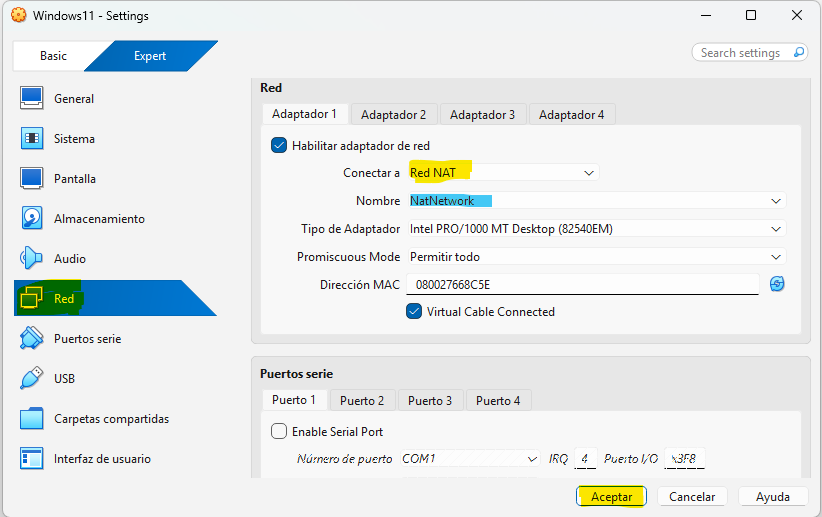 Windows11 - Settings
Basic
Expert
Search settings
General
Sistema
Pantalla
Almacenamiento
Audio
Red
Puertos serie
USB
Carpetas compartidas
Interfaz de usuario
Red
Adaptador 1
Adaptador 2
Adaptador 3
Adaptador 4
Habilitar adaptador de red
Conectar a Red NAT
Nombre NatNetwork
Tipo de Adaptador Intel PRO/1000 MT Desktop (82540EM)
Promiscuous Mode Permitir todo
Dirección MAC 080027668C5E
Virtual Cable Connected
Puertos serie
Puerto 1
Puerto 2
Puerto 3
Puerto 4
Enable Serial Port
Número de puerto COM1 IRQ 4 Puerto I/O
Aceptar
Cancelar
Ayuda